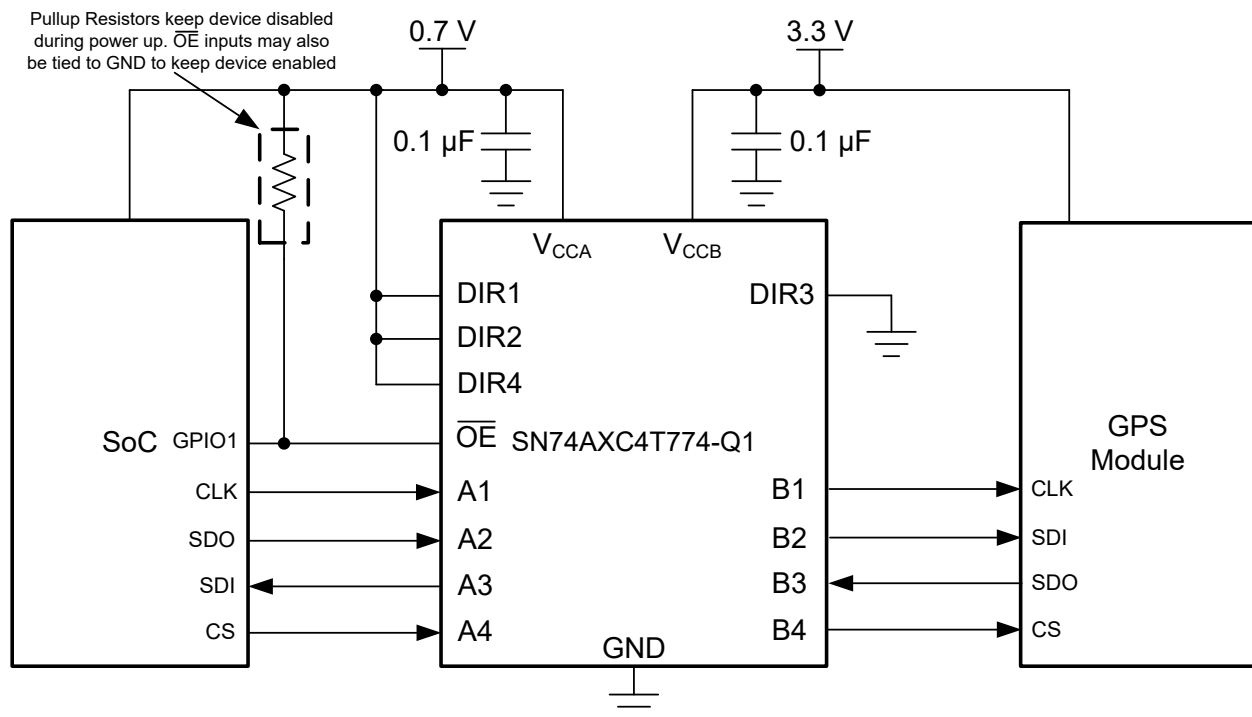 Pullup Resistors keep device disabled
during power up. O̅E̅ inputs may also
be tied to GND to keep device enabled
0.7 V
3.3 V
0.1 µF
0.1 µF
VCCA
VCCB
DIR1
DIR3
DIR2
DIR4
SoC
GPIO1
O̅E̅
SN74AXC4T774-Q1
GPS
Module
CLK
A1
B1
CLK
SDO
A2
B2
SDI
SDI
A3
B3
SDO
CS
A4
B4
CS
GND